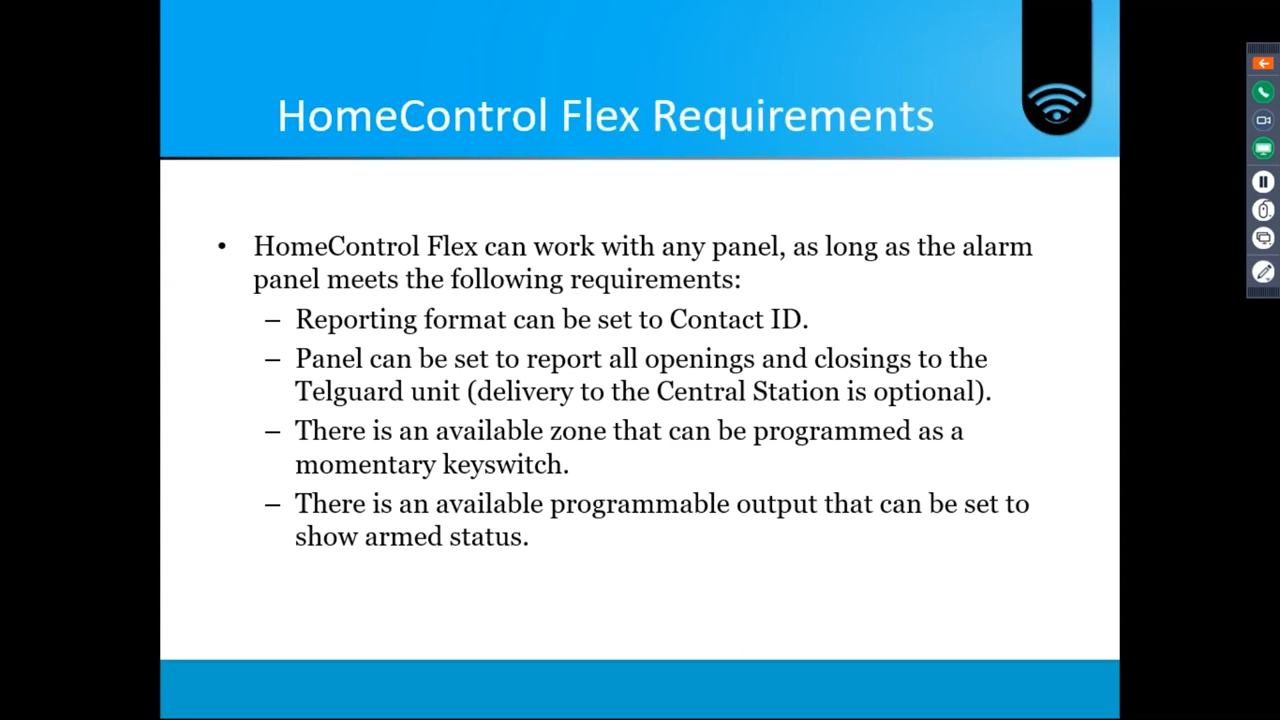 HomeControl Flex Requirements
• HomeControl Flex can work with any panel, as long as the alarm
panel meets the following requirements:
– Reporting format can be set to Contact ID.
– Panel can be set to report all openings and closings to the
Telguard unit (delivery to the Central Station is optional).
– There is an available zone that can be programmed as a
momentary keyswitch.
– There is an available programmable output that can be set to
show armed status.